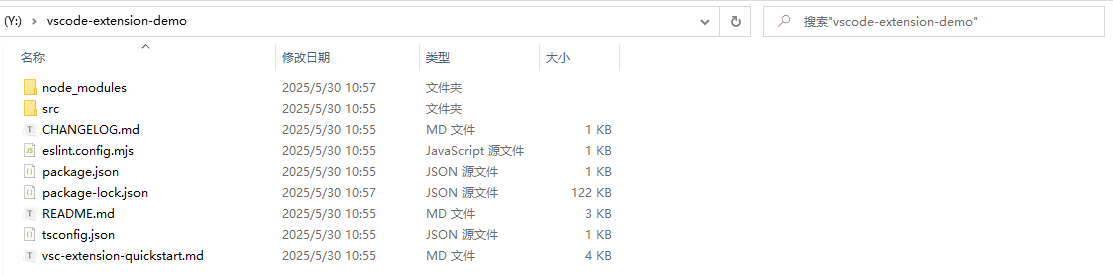 (Y:) › vscode-extension-demo 搜索"vscode-extension-demo"
名称 修改日期 类型 大小
node_modules 2025/5/30 10:57 文件夹
src 2025/5/30 10:55 文件夹
CHANGELOG.md 2025/5/30 10:55 MD 文件 1 KB
eslint.config.mjs 2025/5/30 10:55 JavaScript 源文件 1 KB
package.json 2025/5/30 10:55 JSON 源文件 1 KB
package-lock.json 2025/5/30 10:57 JSON 源文件 122 KB
README.md 2025/5/30 10:55 MD 文件 3 KB
tsconfig.json 2025/5/30 10:55 JSON 源文件 1 KB
vsc-extension-quickstart.md 2025/5/30 10:55 MD 文件 4 KB